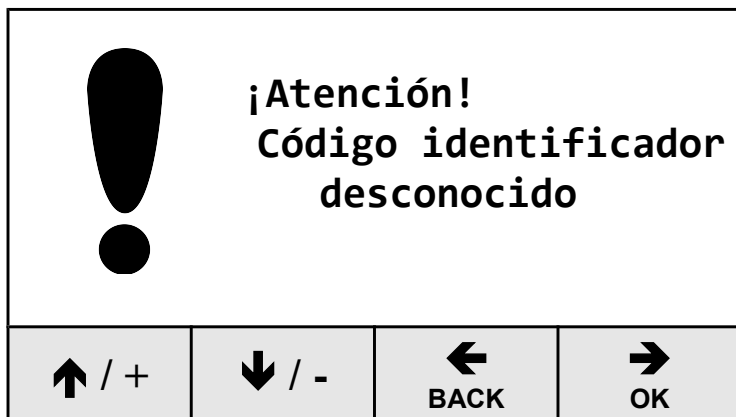 ¡Atención!
Código identificador
desconocido
↑ / + ↓ / - ← BACK → OK